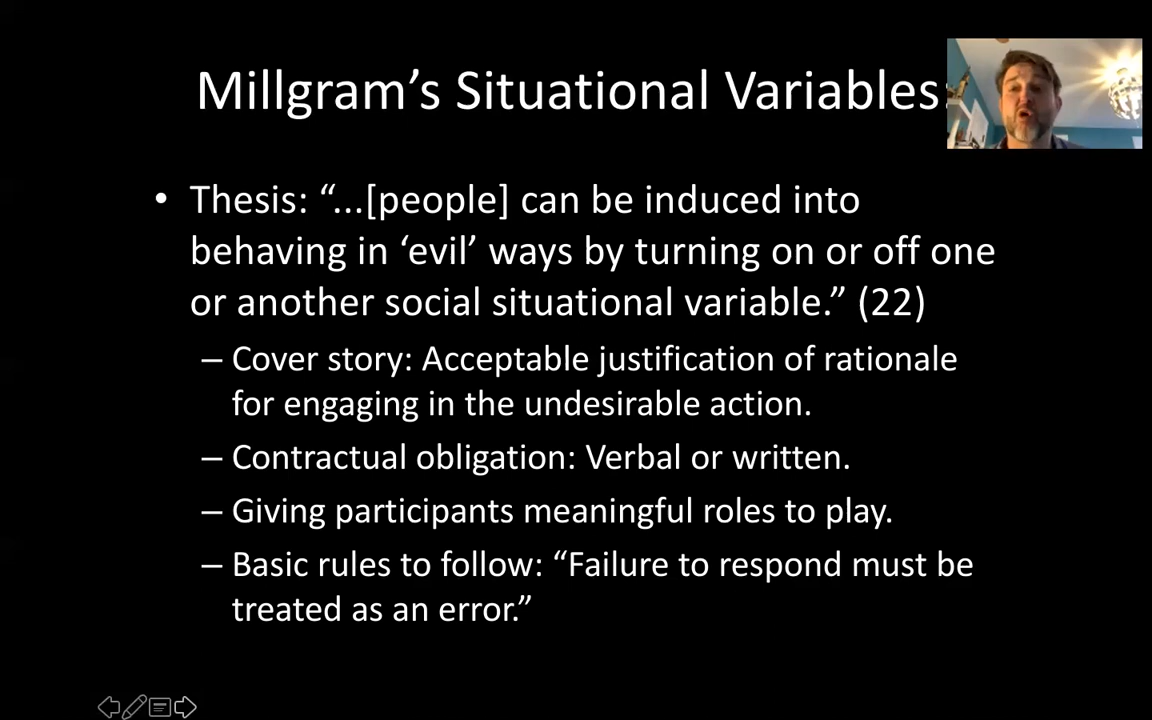 Millgram’s Situational Variables:
• Thesis: “...[people] can be induced into
behaving in ‘evil’ ways by turning on or off one
or another social situational variable.” (22)
– Cover story: Acceptable justification of rationale
for engaging in the undesirable action.
– Contractual obligation: Verbal or written.
– Giving participants meaningful roles to play.
– Basic rules to follow: “Failure to respond must be
treated as an error.”